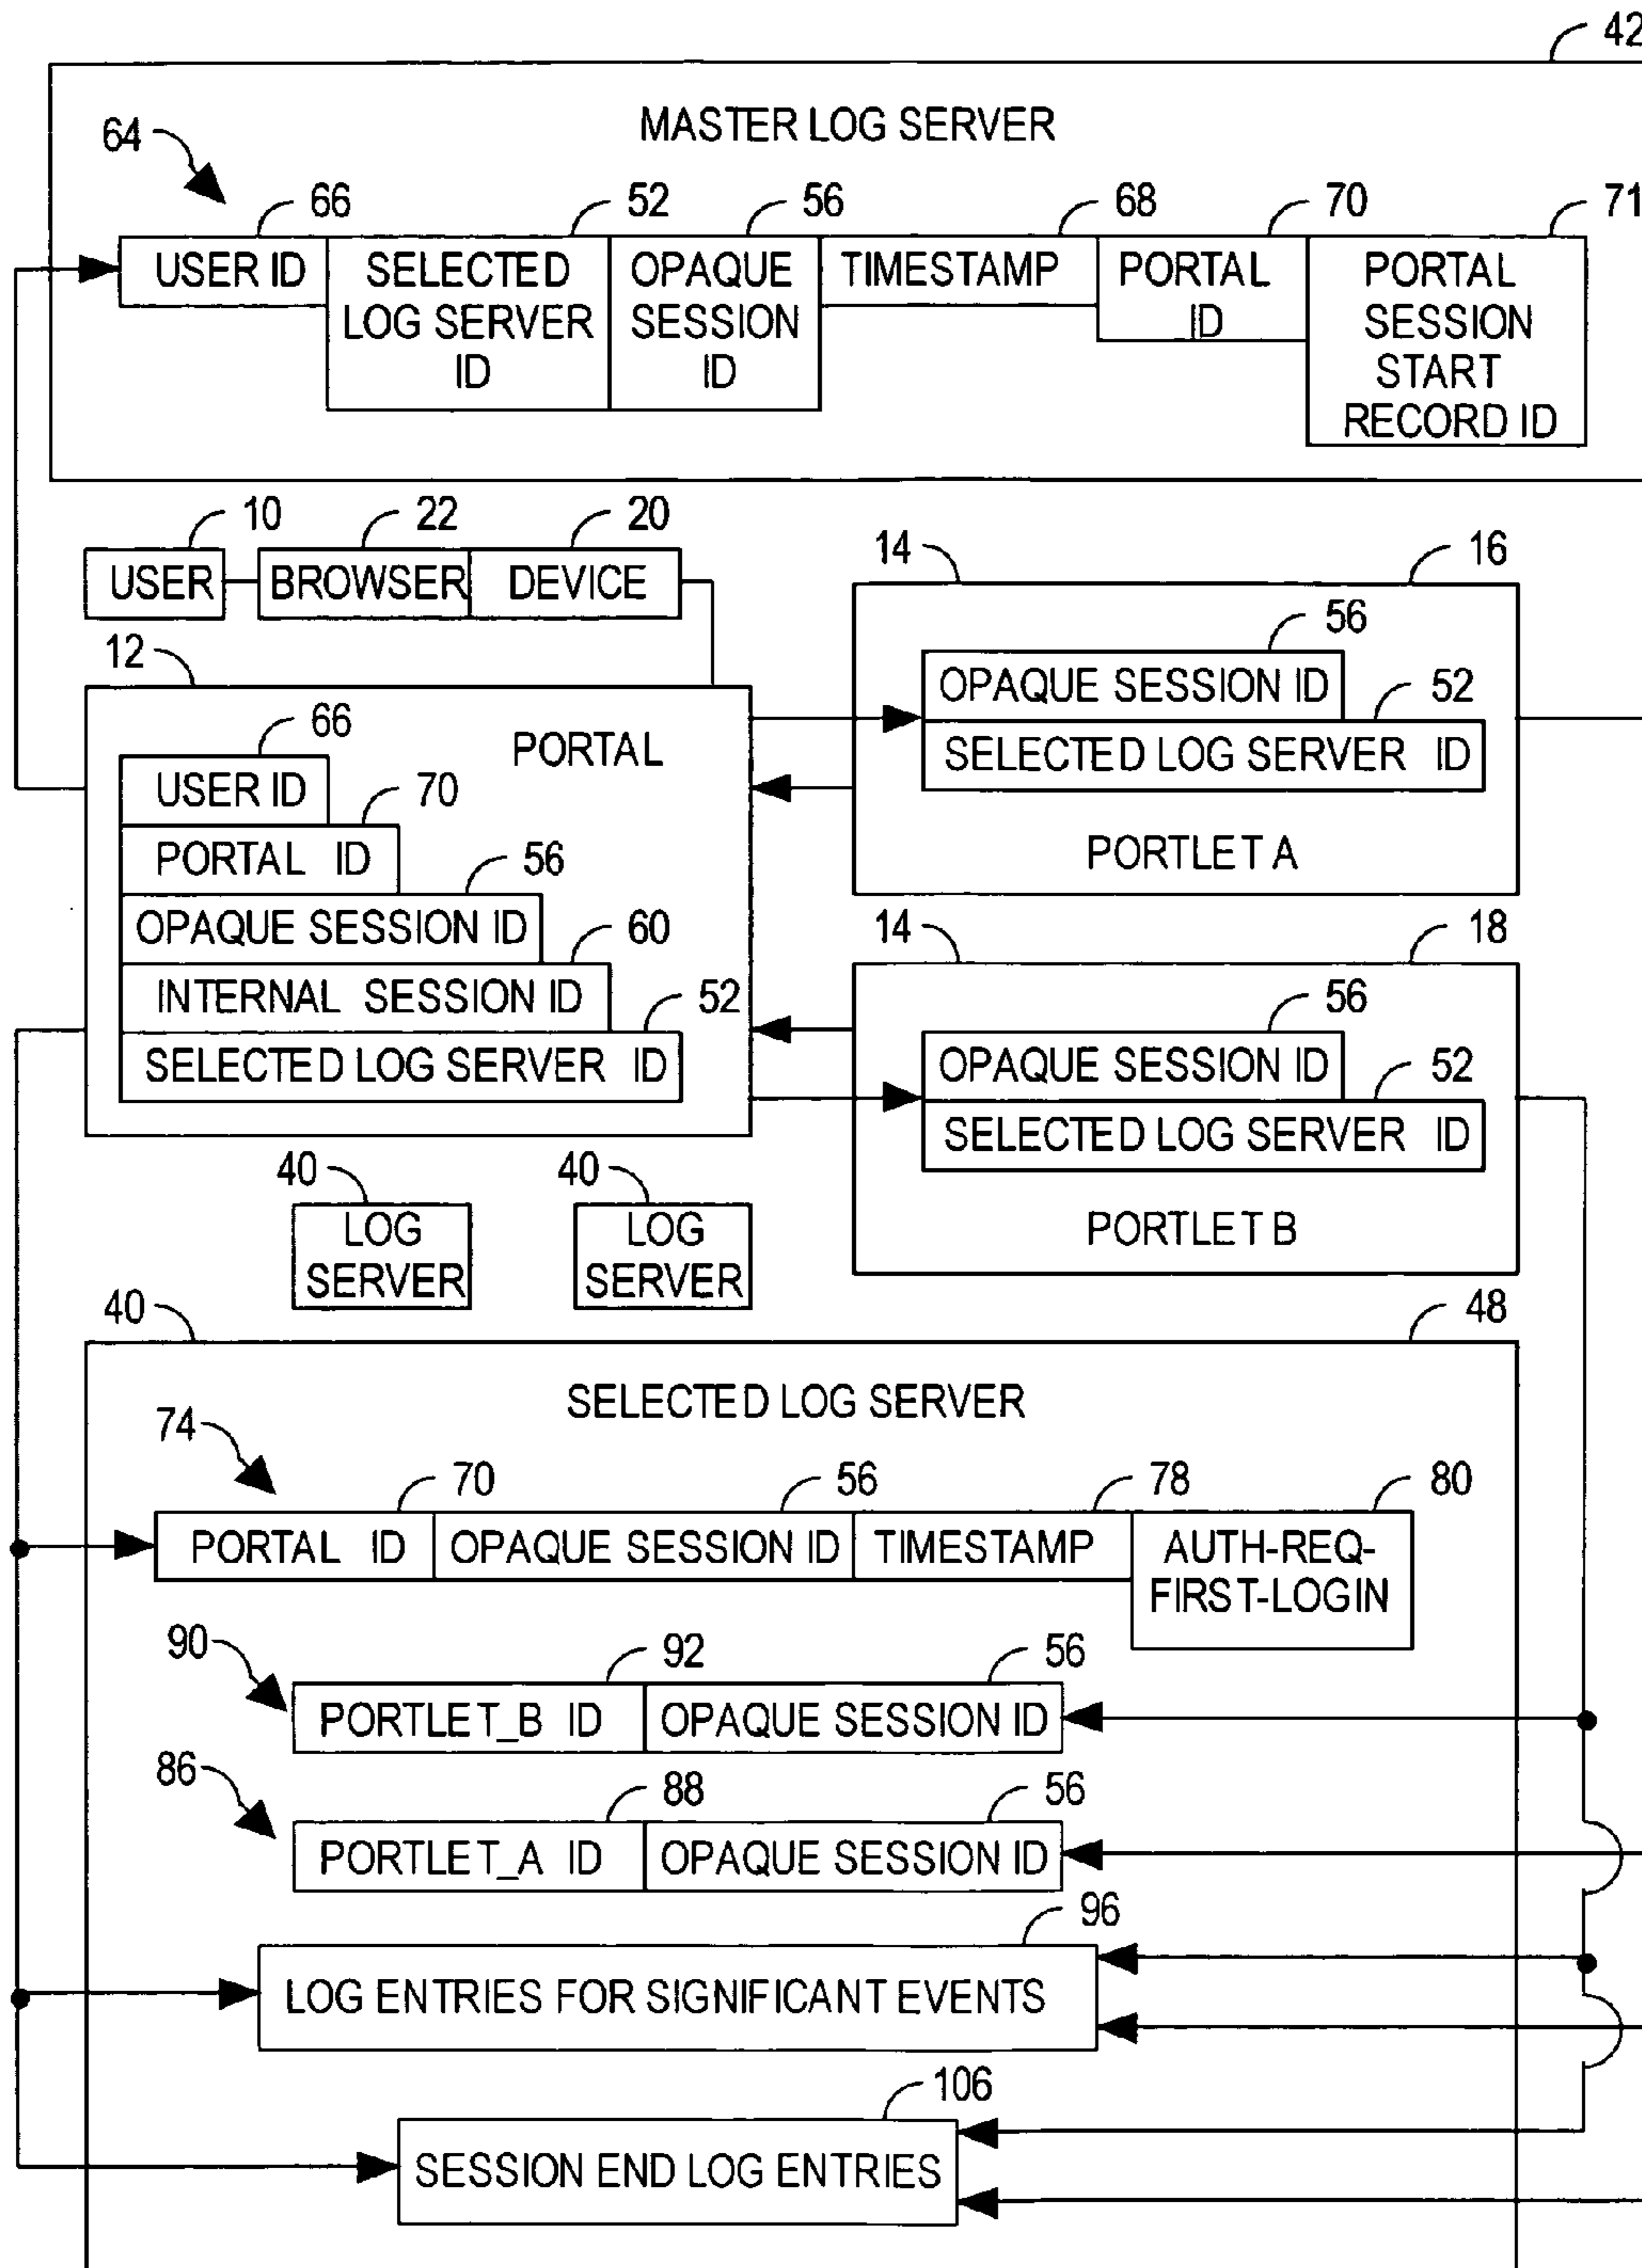 42
MASTER LOG SERVER
64
66
52
56
68
70
71
USER ID
SELECTED
LOG SERVER
ID
OPAQUE
SESSION
ID
TIMESTAMP
PORTAL
ID
PORTAL
SESSION
START
RECORD ID
10
22
20
USER
BROWSER
DEVICE
12
PORTAL
66
USER ID
70
PORTAL ID
56
OPAQUE SESSION ID
60
INTERNAL SESSION ID
52
SELECTED LOG SERVER ID
14
16
56
OPAQUE SESSION ID
52
SELECTED LOG SERVER ID
PORTLET A
14
18
56
OPAQUE SESSION ID
52
SELECTED LOG SERVER ID
PORTLET B
40
LOG
SERVER
40
LOG
SERVER
40
48
SELECTED LOG SERVER
74
70
56
78
80
PORTAL ID
OPAQUE SESSION ID
TIMESTAMP
AUTH-REQ-
FIRST-LOGIN
90
92
56
PORTLET_B ID
OPAQUE SESSION ID
86
88
56
PORTLET_A ID
OPAQUE SESSION ID
96
LOG ENTRIES FOR SIGNIFICANT EVENTS
106
SESSION END LOG ENTRIES